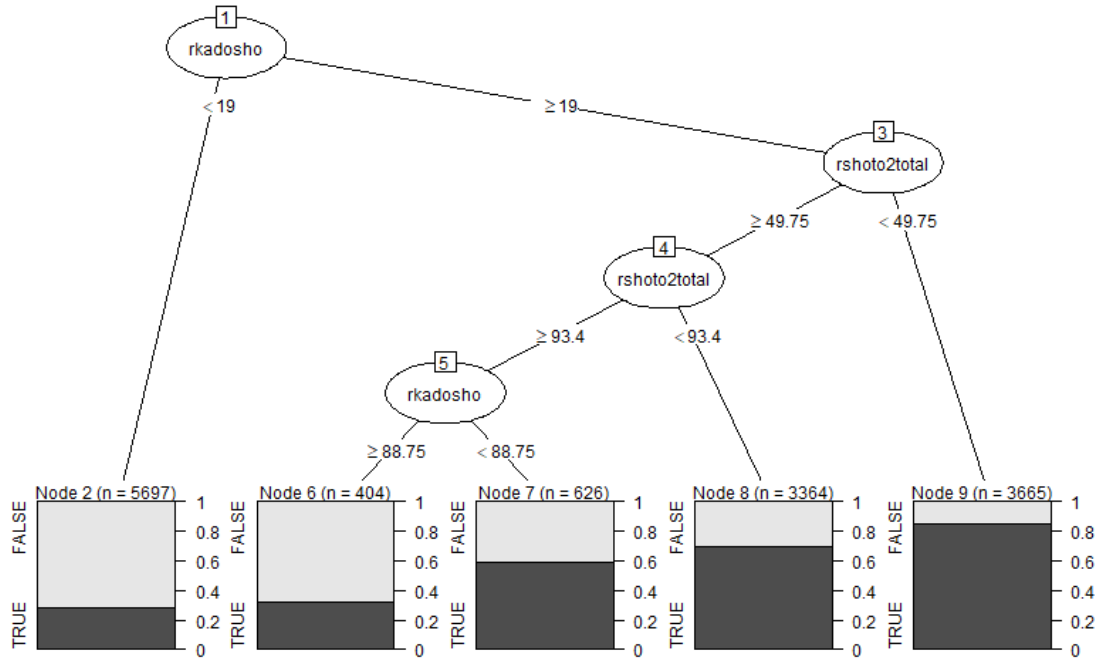 1
rkadosho
< 19
≥ 19
3
rshoto2total
≥ 49.75
< 49.75
4
rshoto2total
≥ 93.4
< 93.4
5
rkadosho
≥ 88.75
< 88.75
Node 2 (n = 5697)
FALSE
TRUE
1
0.8
0.6
0.4
0.2
0
Node 6 (n = 404)
FALSE
TRUE
1
0.8
0.6
0.4
0.2
0
Node 7 (n = 626)
FALSE
TRUE
1
0.8
0.6
0.4
0.2
0
Node 8 (n = 3364)
FALSE
TRUE
1
0.8
0.6
0.4
0.2
0
Node 9 (n = 3665)
FALSE
TRUE
1
0.8
0.6
0.4
0.2
0